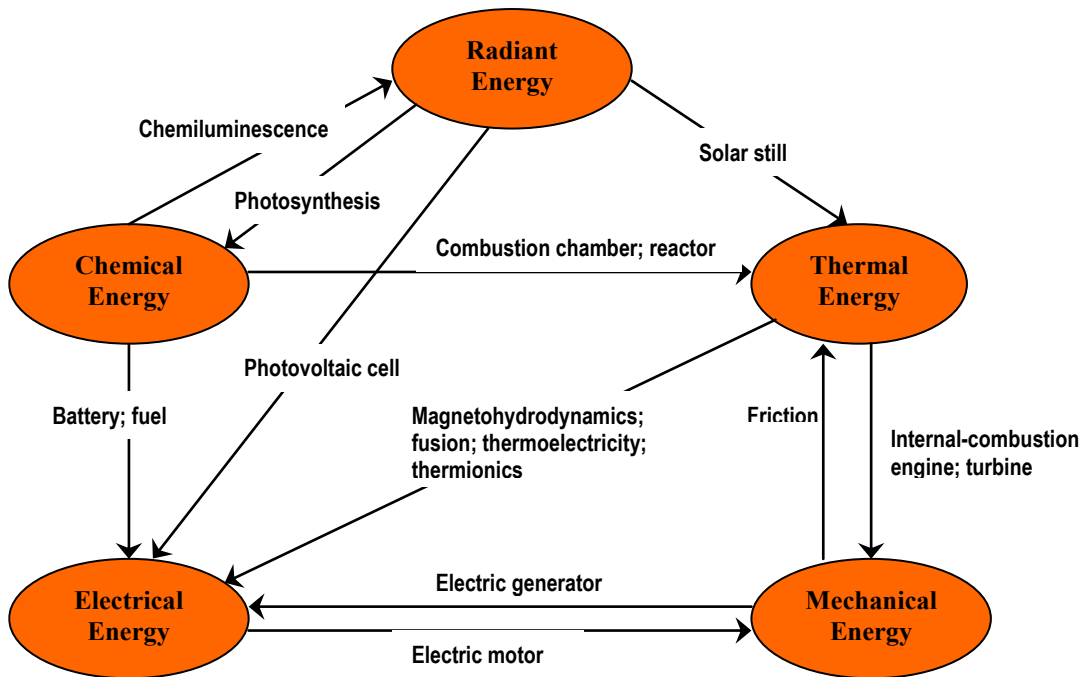 Radiant
Energy
Chemiluminescence
Solar still
Photosynthesis
Combustion chamber; reactor
Chemical
Energy
Thermal
Energy
Photovoltaic cell
Battery; fuel
Magnetohydrodynamics;
fusion; thermoelectricity;
thermionics
Friction
Internal-combustion
engine; turbine
Electric generator
Electrical
Energy
Mechanical
Energy
Electric motor